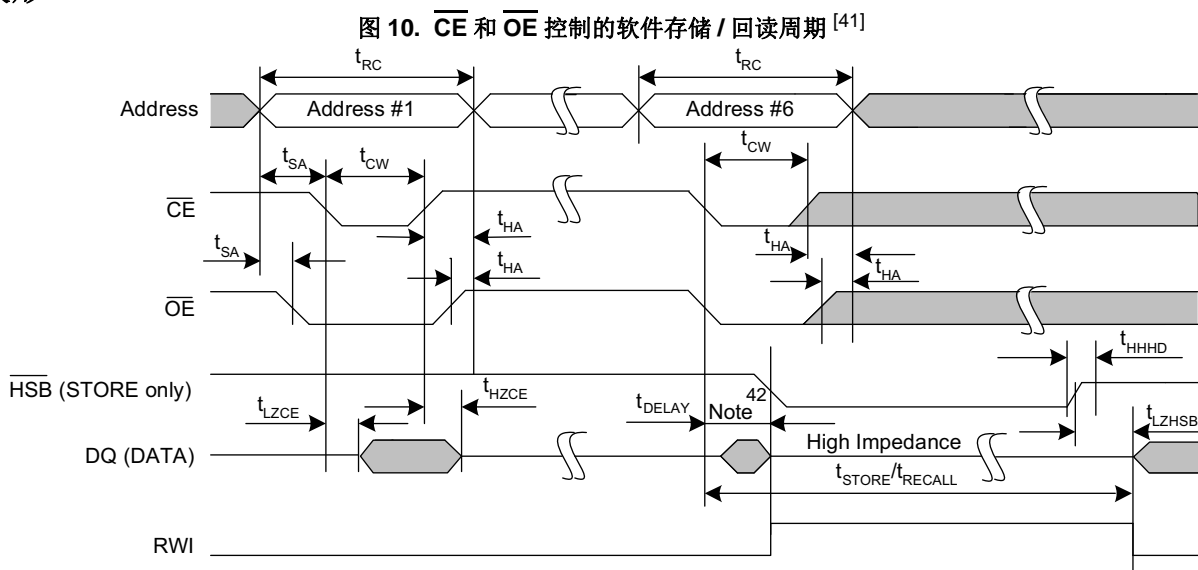 图 10. CE 和 OE 控制的软件存储 / 回读周期 [41]
tRC tRC
Address Address #1 Address #6
tSA tCW tCW
CE
tHA tHA
tSA tHA tHA
OE
tHHHD
HSB (STORE only)
tLZCE tHZCE tDELAY Note 42 tLZHSB
DQ (DATA) High Impedance
tSTORE/tRECALL
RWI